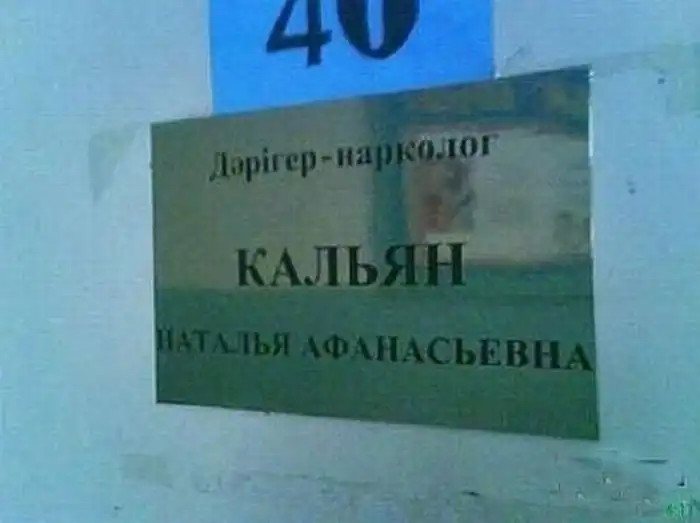 40
Дәрігер-нарколог
КАЛЬЯН
НАТАЛЬЯ АФАНАСЬЕВНА